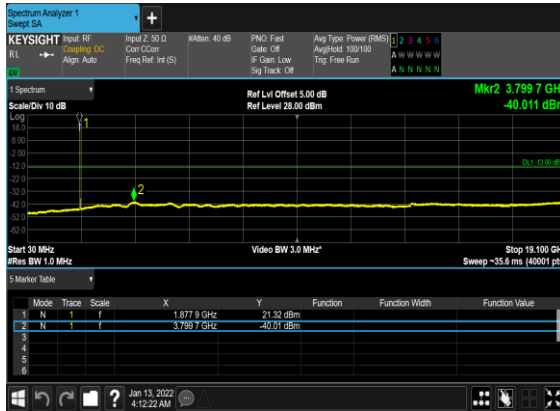 Spectrum Analyzer 1
Swept SA
KEYSIGHT Input: RF Input Z: 50 Ω #Atten: 40 dB PNO: Fast Avg Type: Power (RMS) 1 2 3 4 5 6
RL Coupling: DC Corr CCorr Gate: Off Avg|Hold: 100/100 A W W W W W
Align: Auto Freq Ref: Int (S) IF Gain: Low Trig: Free Run
Sig Track: Off A N N N N N
1 Spectrum Ref Lvl Offset 5.00 dB Mkr2 3.799 7 GH
Scale/Div 10 dB Ref Level 28.00 dBm -40.011 dB
Log
1
18.0
8.00
-2.00
-12.0 DL1 -13.00 dB
-22.0
-32.0
2
-42.0
-52.0
-62.0
Start 30 MHz Video BW 3.0 MHz* Stop 19.100 GH
#Res BW 1.0 MHz Sweep ~35.6 ms (40001 pt
5 Marker Table
Mode Trace Scale X Y Function Function Width Function Value
1 N 1 f 1.877 9 GHz 21.32 dBm
2 N 1 f 3.799 7 GHz -40.01 dBm
3
4
5
6
? Jan 13, 2022
4:12:22 AM